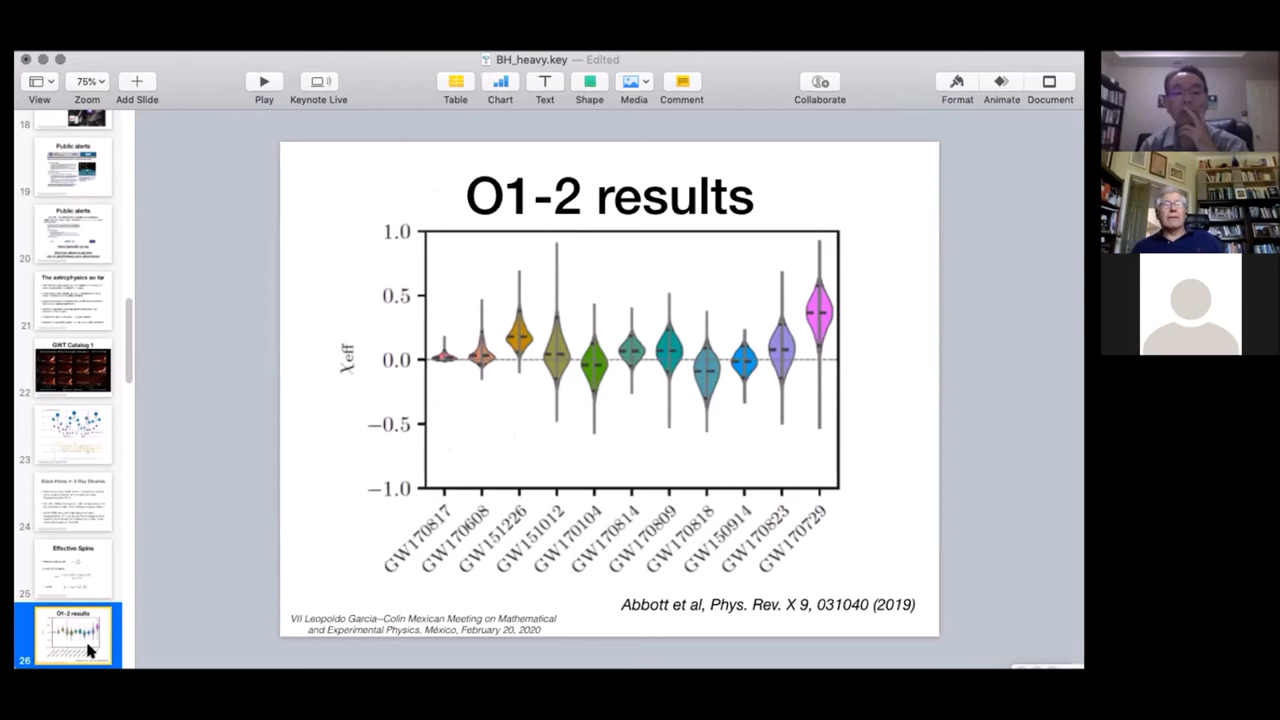 BH_heavy.key — Edited
75%
View Zoom Add Slide Play Keynote Live Table Chart Text Shape Media Comment Collaborate Format Animate Document
18
Public alerts
19
Public alerts
20
The astrophysics so far
21
GWT Catalog 1
22
23
Black Holes in X-Ray Binaries
24
Effective Spins
25
O1-2 results
26
O1-2 results
1.0
0.5
0.0
−0.5
−1.0
χeff
GW170817
GW170608
GW151012
GW170104
GW170814
GW170809
GW170818
GW150914
GW170823
GW170729
Abbott et al, Phys. Rev. X 9, 031040 (2019)
VII Leopoldo Garcia--Colin Mexican Meeting on Mathematical
and Experimental Physics, México, February 20, 2020